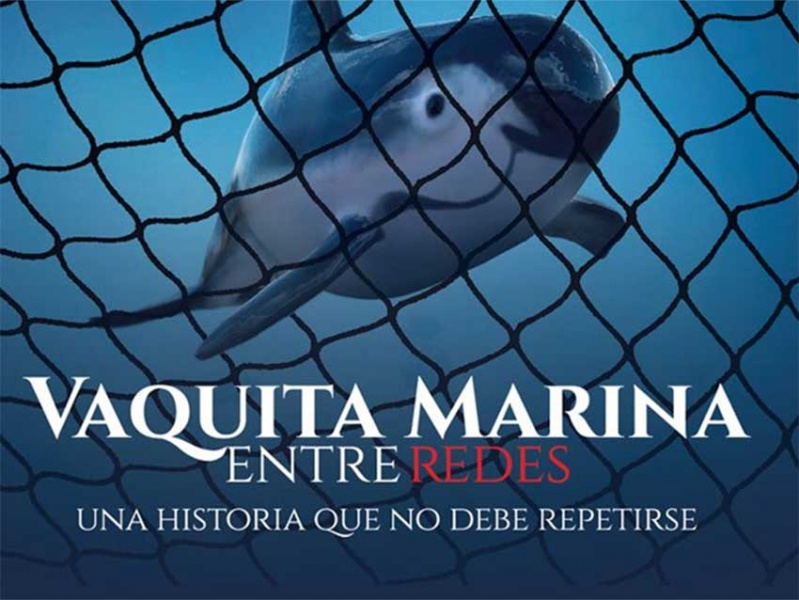 VAQUITA MARINA
ENTRE REDES
UNA HISTORIA QUE NO DEBE REPETIRSE